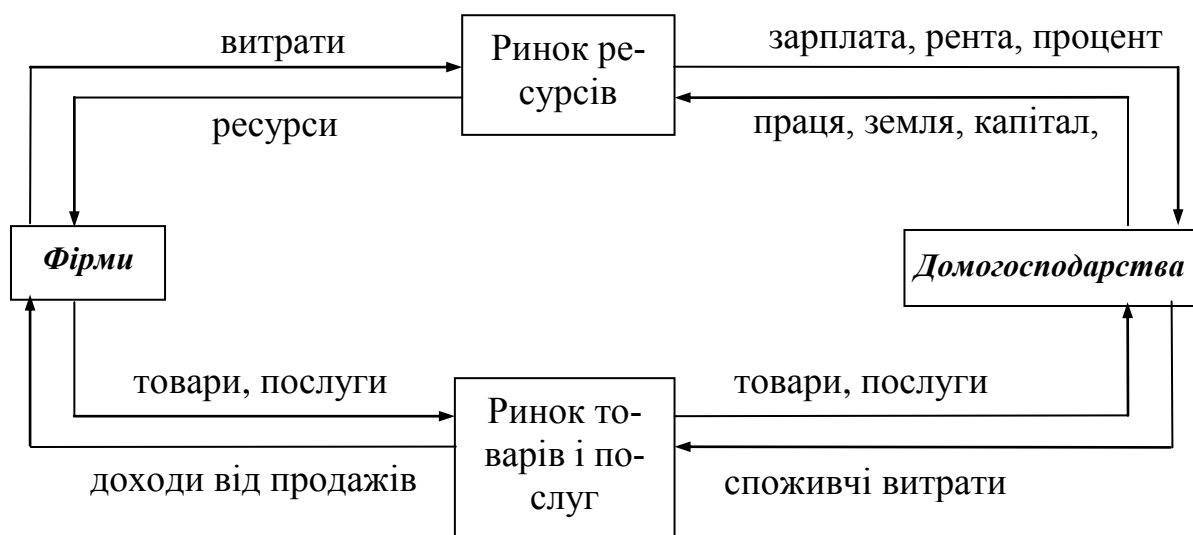 витрати
Ринок ре-
сурсів
зарплата, рента, процент
ресурси
праця, земля, капітал,
Фірми
Домогосподарства
товари, послуги
Ринок то-
варів і по-
слуг
товари, послуги
доходи від продажів
споживчі витрати